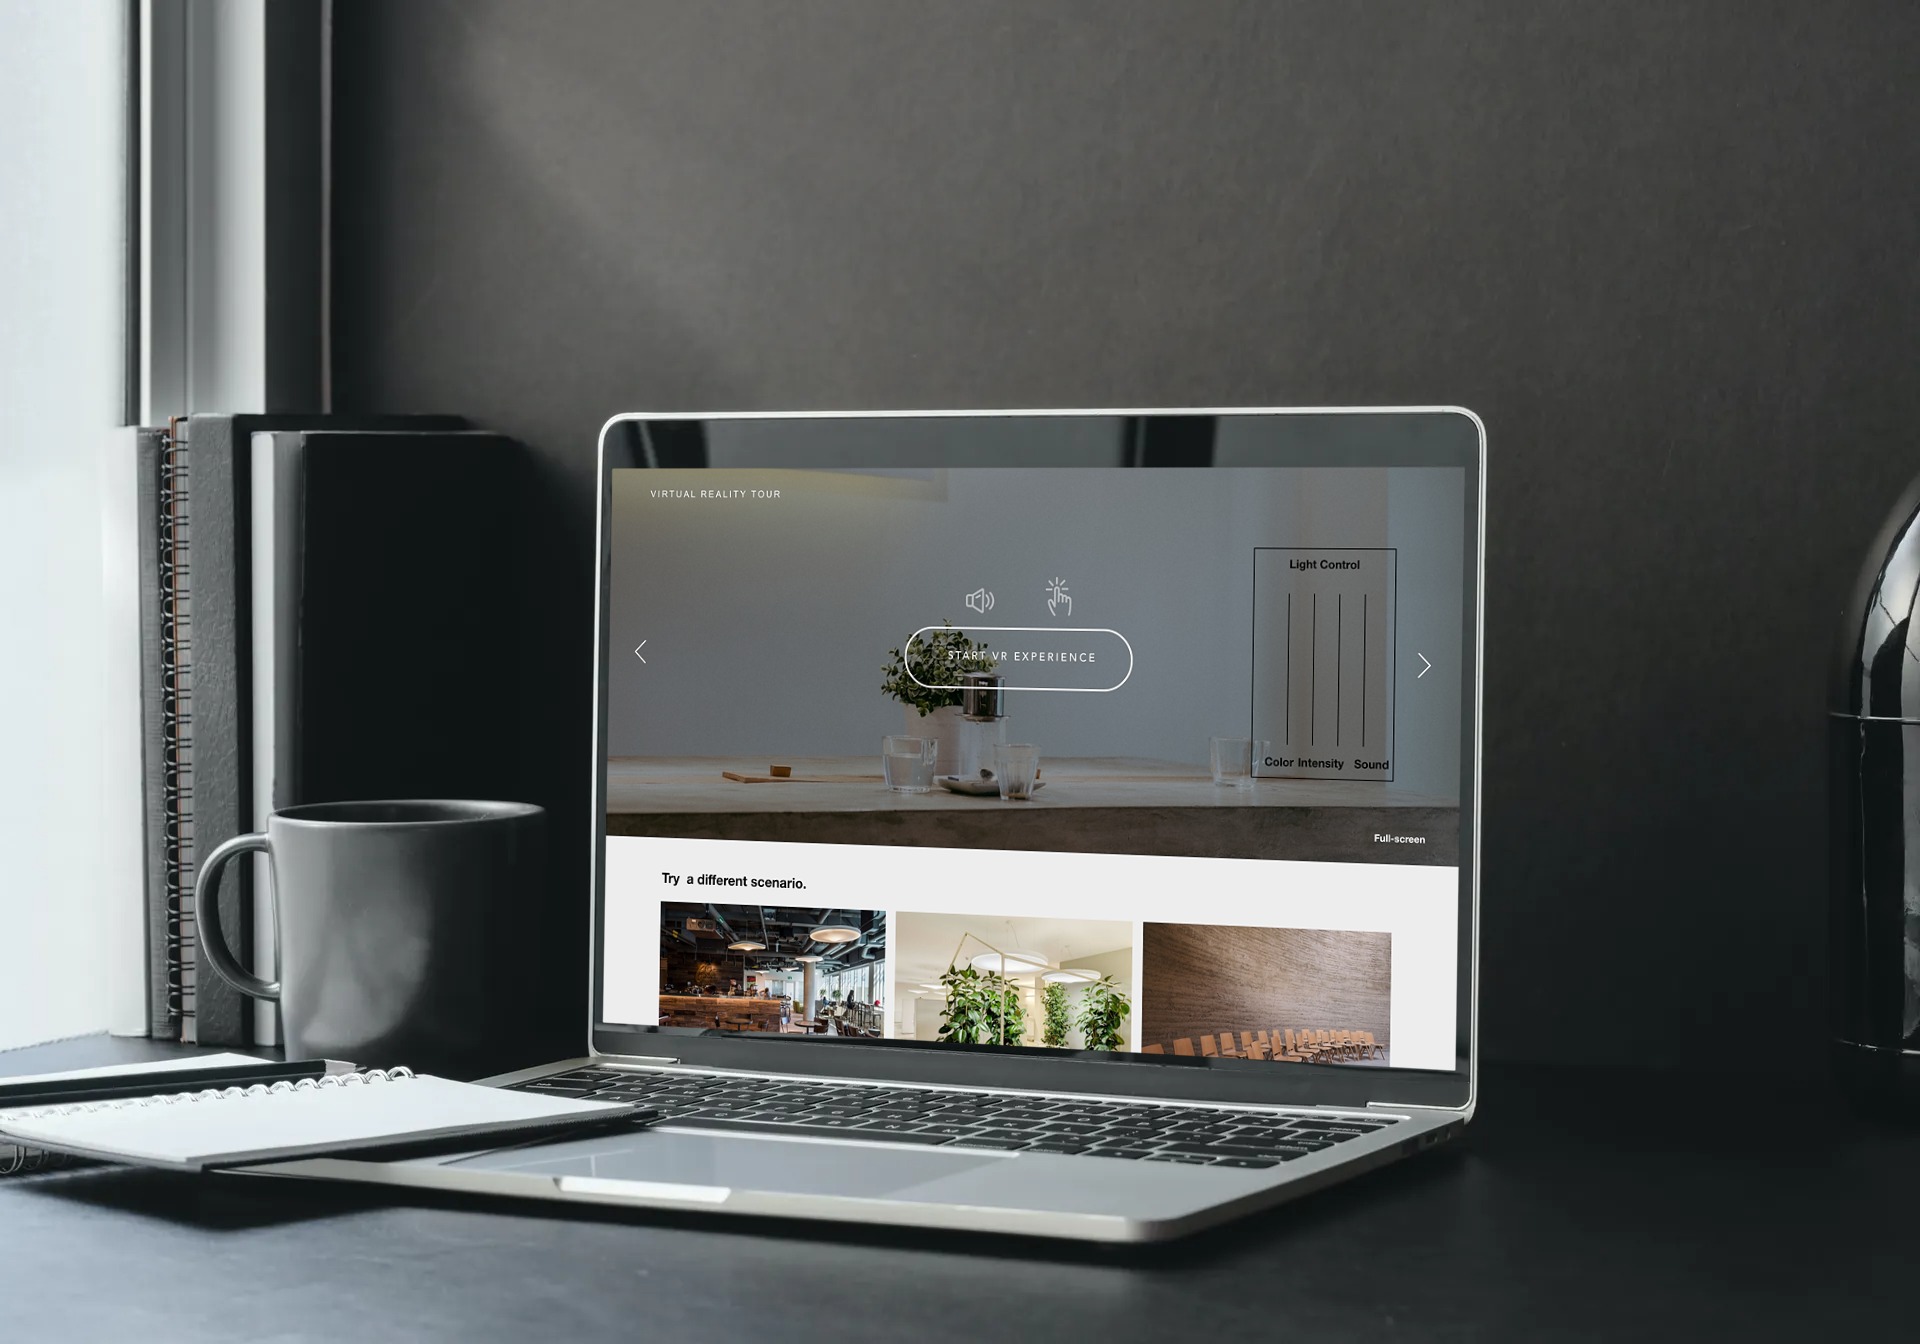 VIRTUAL REALITY TOUR
Light Control
START VR EXPERIENCE
Color Intensity Sound
Full-screen
Try a different scenario.